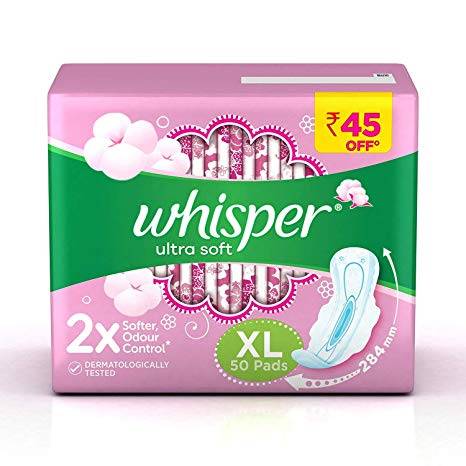 ₹45
OFF°
whisper®
ultra soft
2X
Softer,
Odour
Control*
DERMATOLOGICALLY
TESTED
XL
50 Pads
284 mm